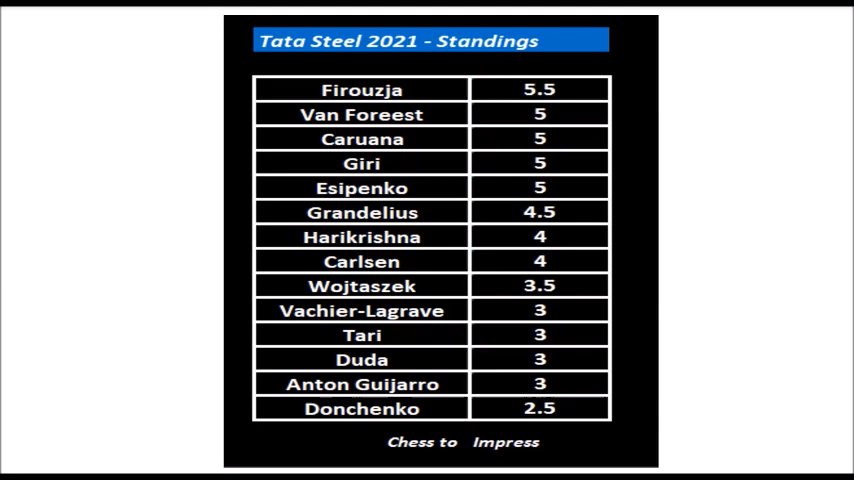 Tata Steel 2021 - Standings
Firouzja 5.5
Van Foreest 5
Caruana 5
Giri 5
Esipenko 5
Grandelius 4.5
Harikrishna 4
Carlsen 4
Wojtaszek 3.5
Vachier-Lagrave 3
Tari 3
Duda 3
Anton Guijarro 3
Donchenko 2.5
Chess to Impress